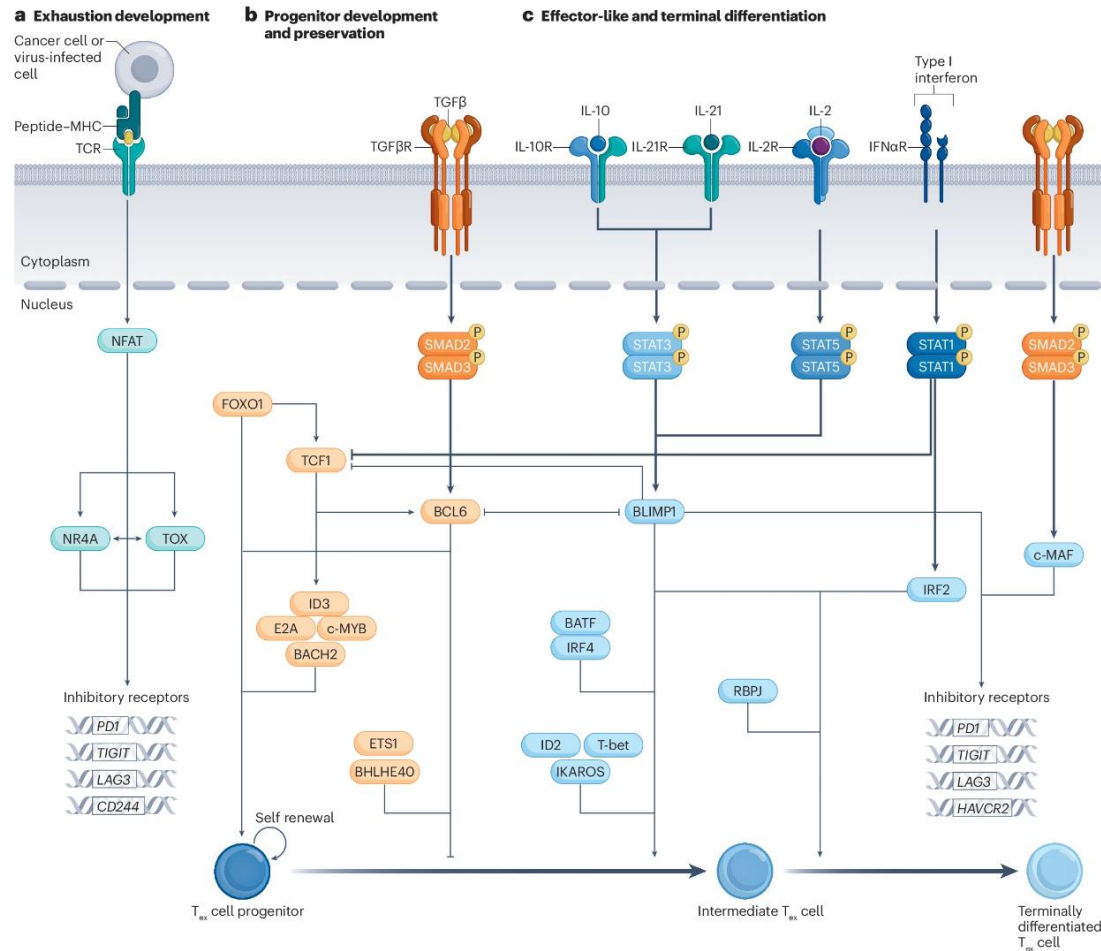 a Exhaustion development
Cancer cell or
virus-infected
cell
Peptide–MHC
TCR
b Progenitor development
and preservation
TGFβ
TGFβR
c Effector-like and terminal differentiation
IL-10
IL-10R
IL-21
IL-21R
IL-2
IL-2R
Type I
interferon
IFNαR
Cytoplasm
Nucleus
NFAT
SMAD2 P
SMAD3 P
STAT3 P
STAT3 P
STAT5 P
STAT5 P
STAT1 P
STAT1 P
SMAD2 P
SMAD3 P
FOXO1
TCF1
BCL6
BLIMP1
NR4A
TOX
c-MAF
IRF2
ID3
E2A
c-MYB
BACH2
BATF
IRF4
RBPJ
Inhibitory receptors
PD1
TIGIT
LAG3
CD244
ETS1
BHLHE40
ID2
T-bet
IKAROS
Inhibitory receptors
PD1
TIGIT
LAG3
HAVCR2
Self renewal
Tex cell progenitor
Intermediate Tex cell
Terminally
differentiated
Tex cell